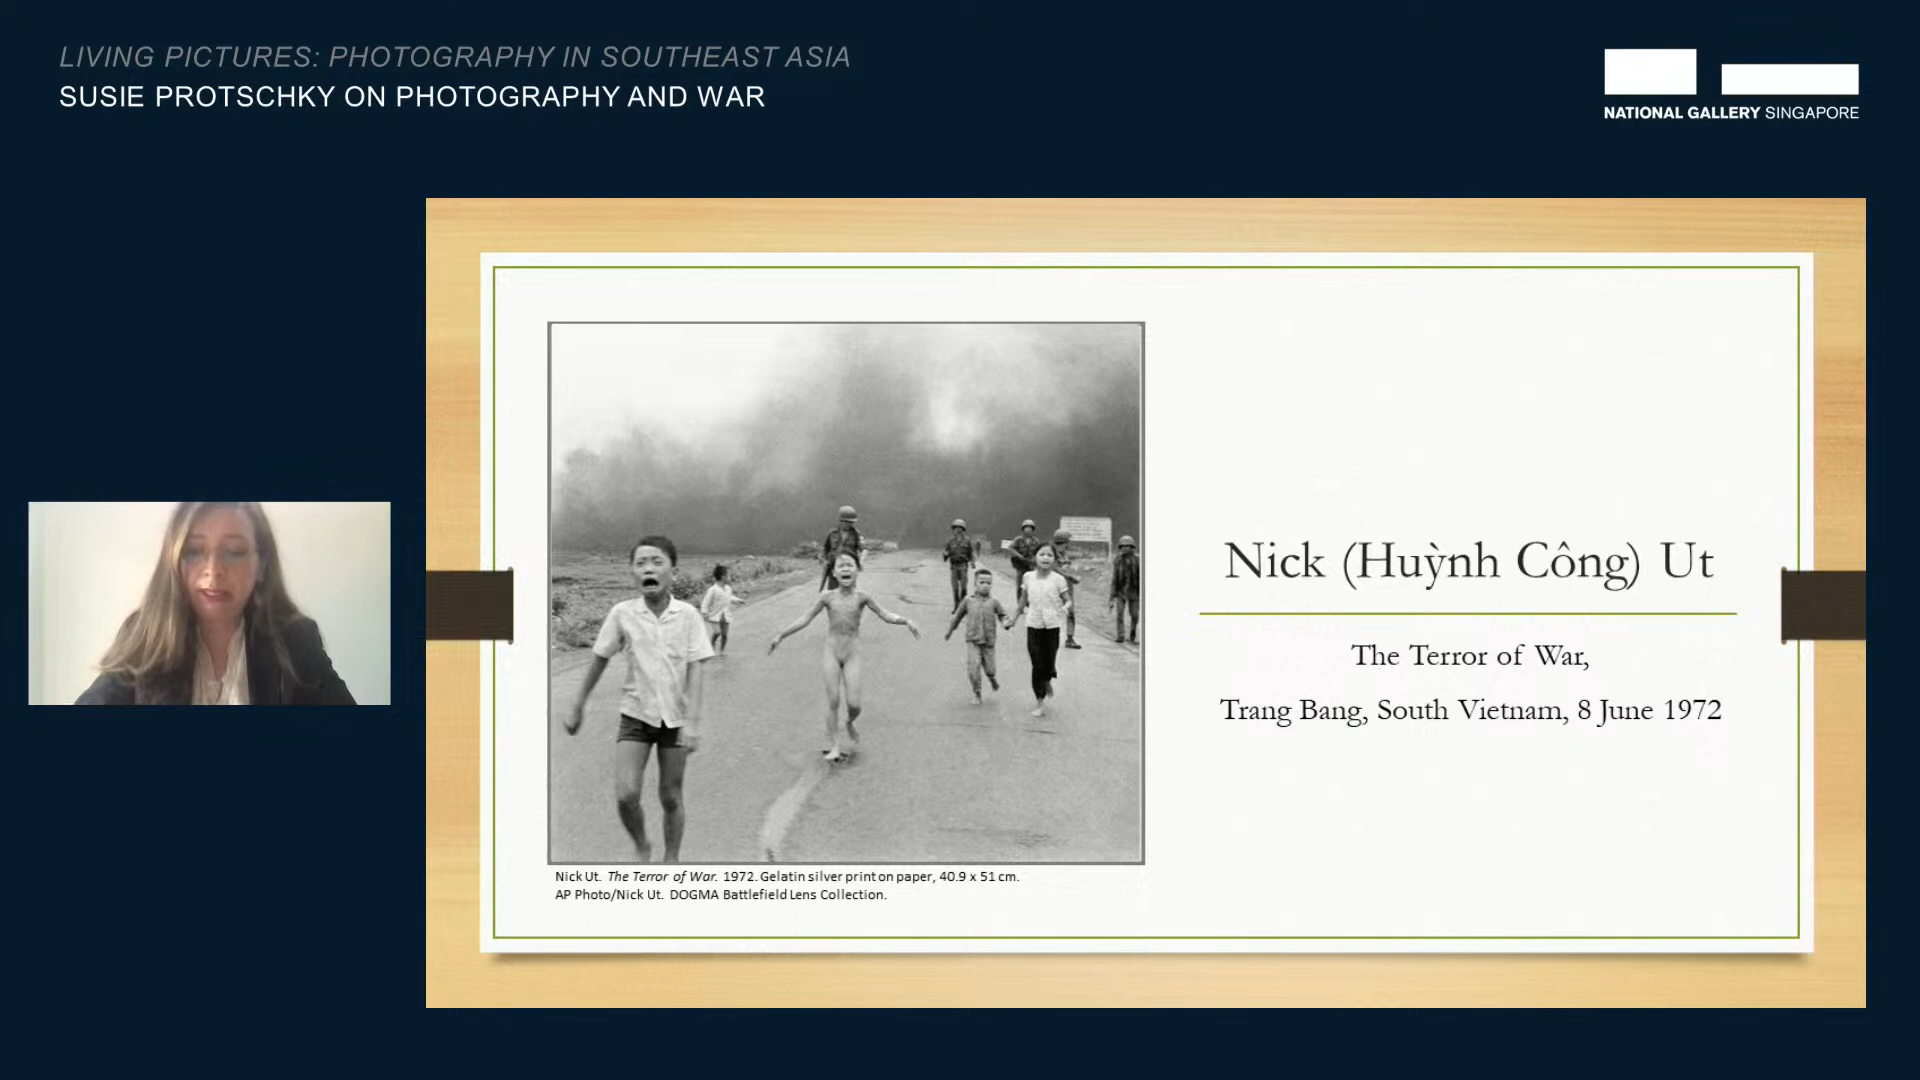 LIVING PICTURES: PHOTOGRAPHY IN SOUTHEAST ASIA
SUSIE PROTSCHKY ON PHOTOGRAPHY AND WAR
NATIONAL GALLERY SINGAPORE
Nick (Huỳnh Công) Ut
The Terror of War,
Trang Bang, South Vietnam, 8 June 1972
Nick Ut. The Terror of War. 1972. Gelatin silver print on paper, 40.9 x 51 cm.
AP Photo/Nick Ut. DOGMA Battlefield Lens Collection.